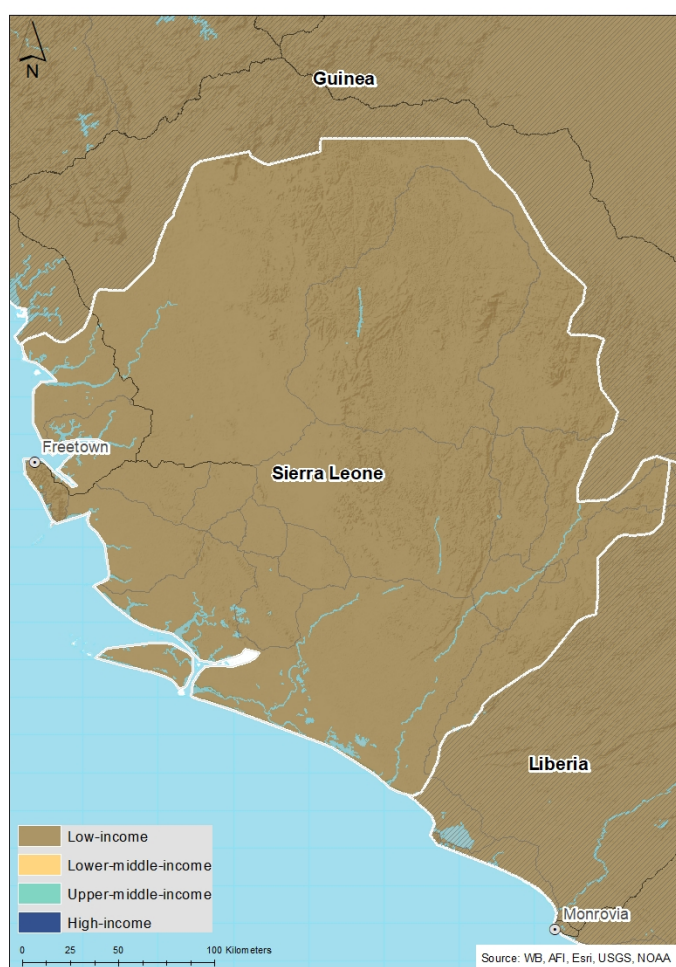 N
Guinea
Freetown
Sierra Leone
Liberia
Low-income
Lower-middle-income
Upper-middle-income
High-income
Monrovia
0 25 50 100 Kilometers
Source: WB, AFI, Esri, USGS, NOAA